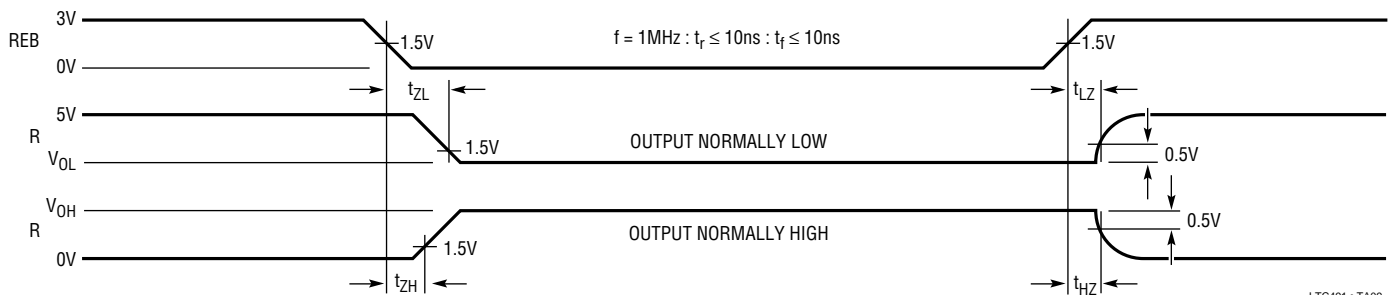 3V
REB
1.5V
f = 1MHz : tr ≤ 10ns : tf ≤ 10ns
1.5V
0V
tZL
tLZ
5V
R
1.5V
OUTPUT NORMALLY LOW
0.5V
VOL
VOH
R
1.5V
OUTPUT NORMALLY HIGH
0.5V
0V
tZH
tHZ